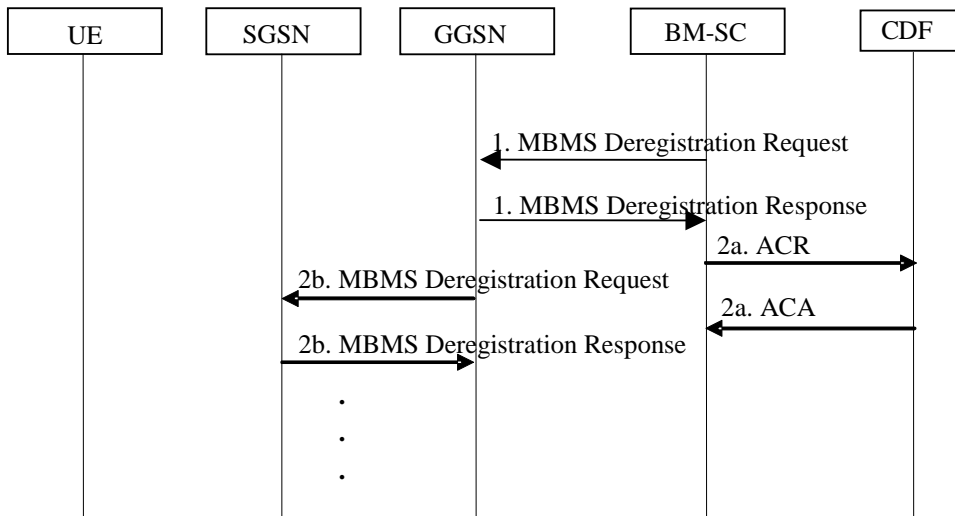 UE
SGSN
GGSN
BM-SC
CDF
1. MBMS Deregistration Request
1. MBMS Deregistration Response
2a. ACR
2b. MBMS Deregistration Request
2a. ACA
2b. MBMS Deregistration Response
.
.
.